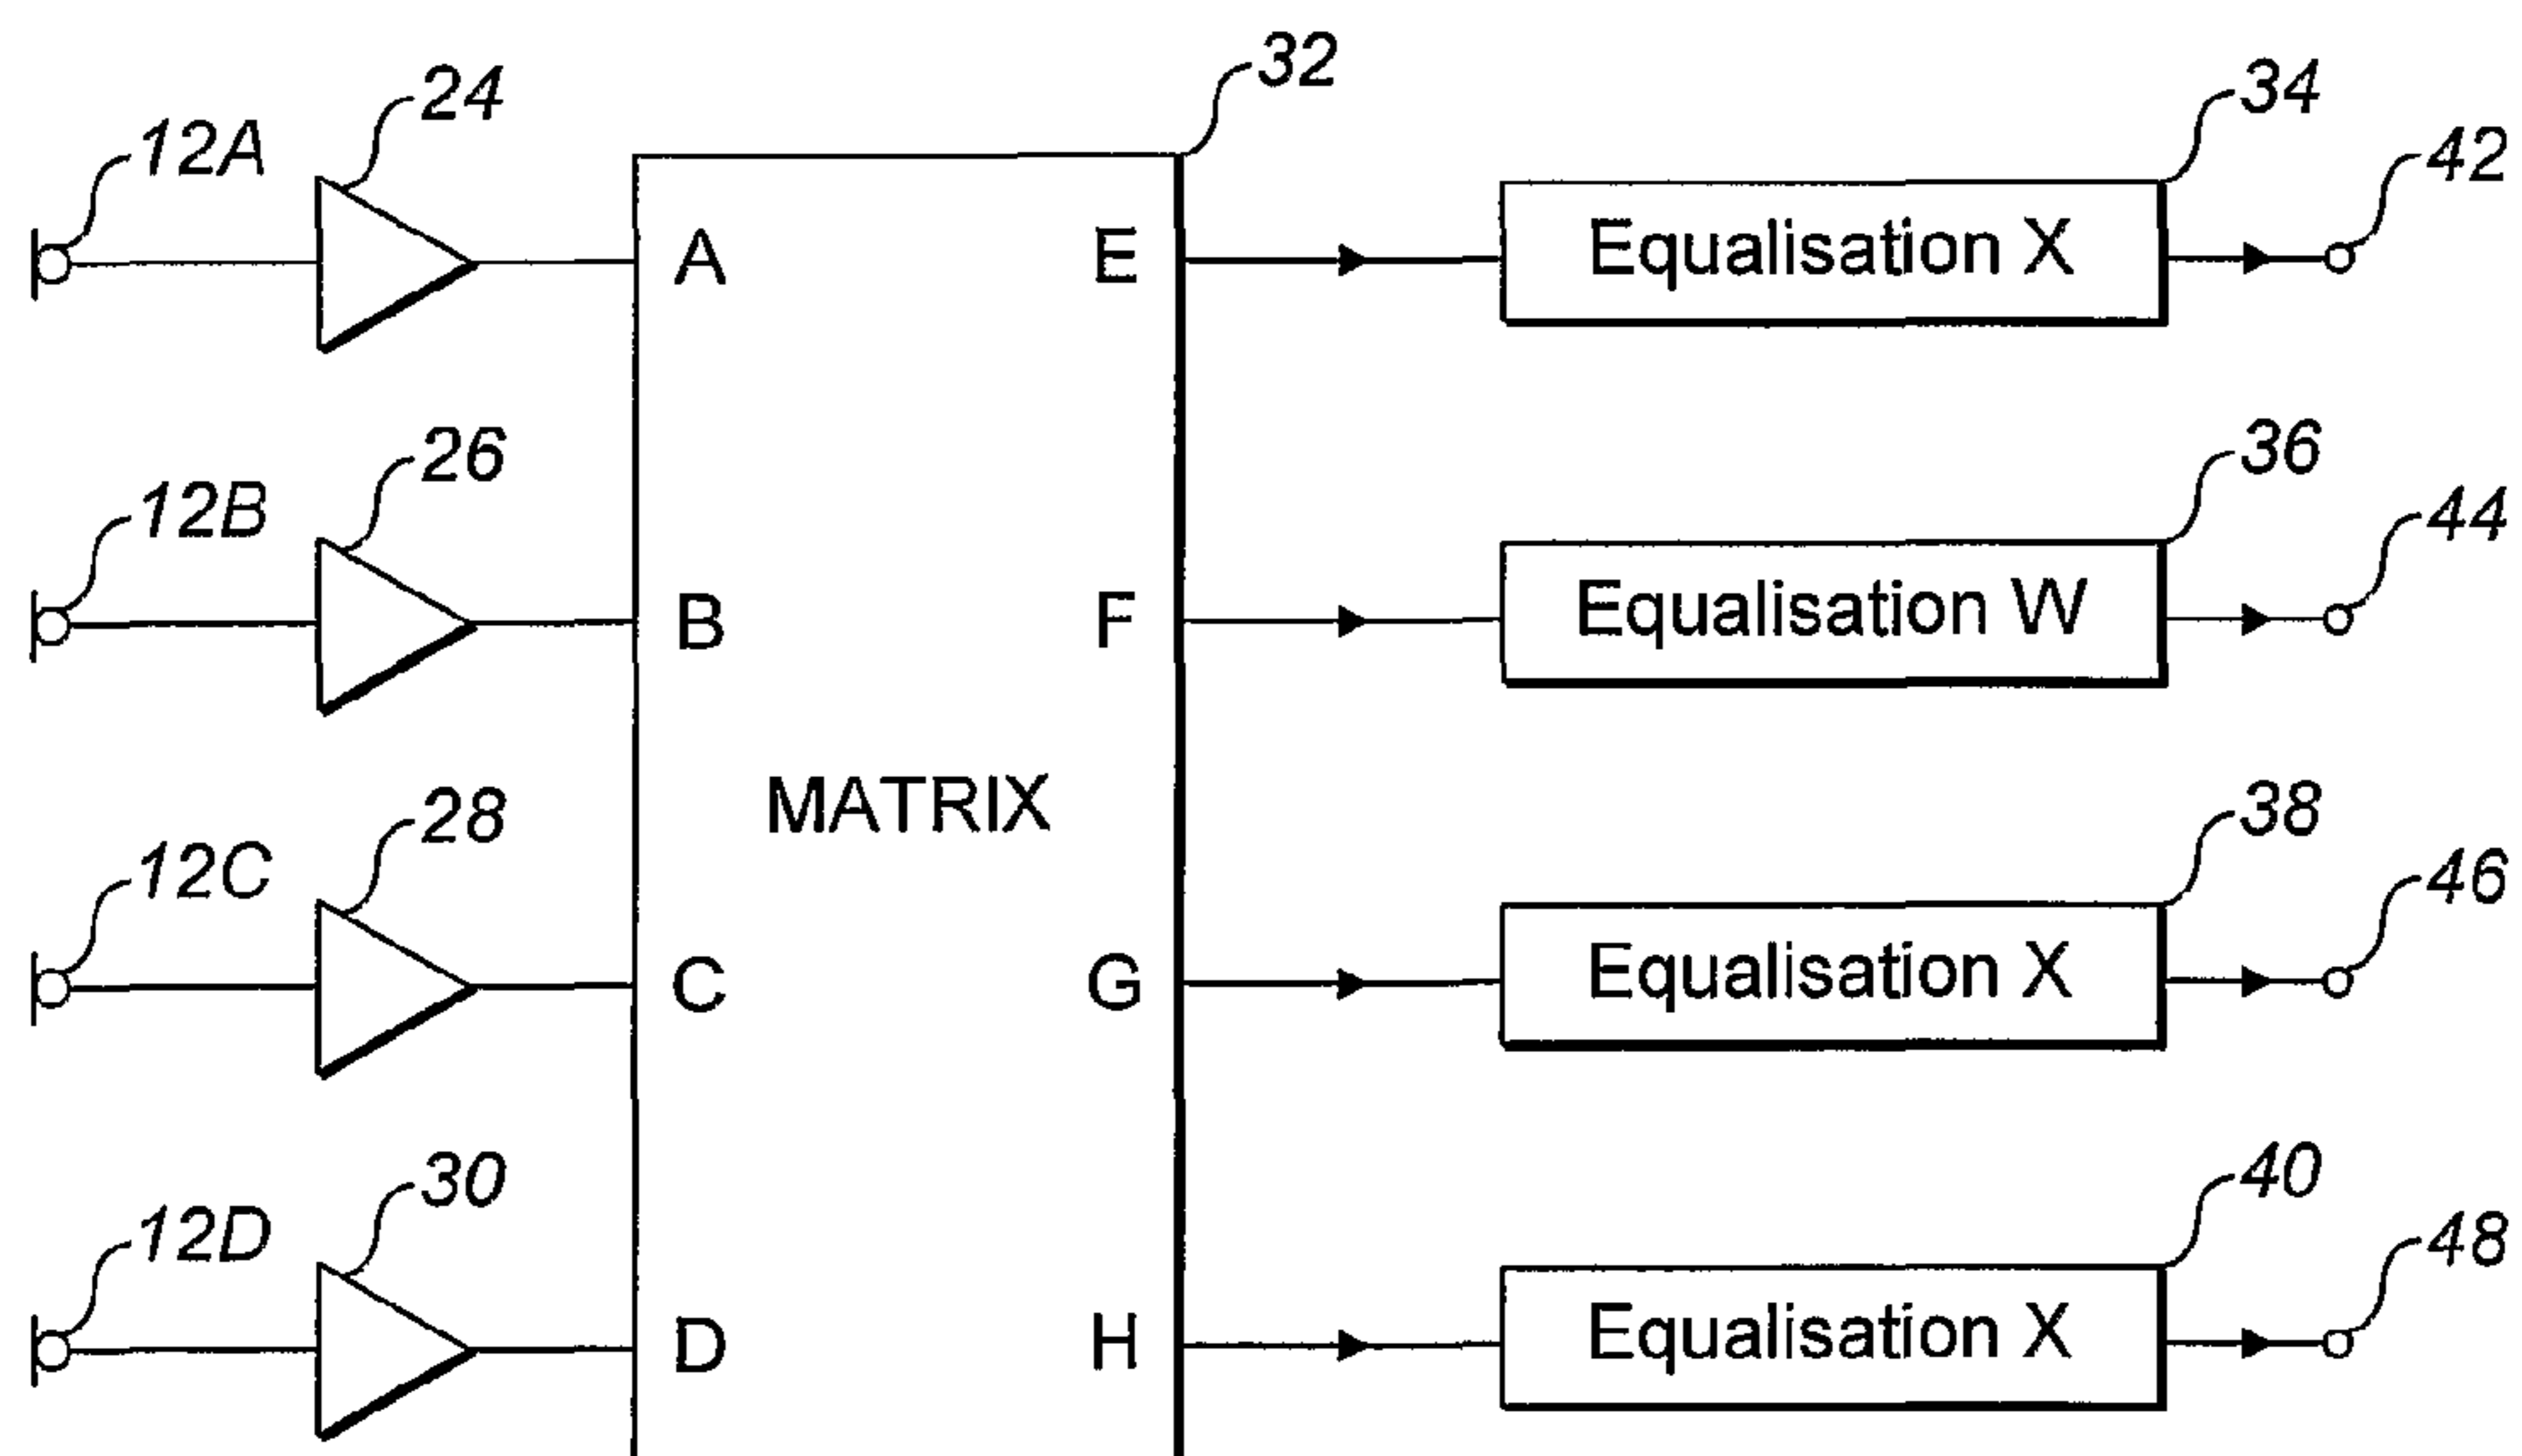 32
24
34
12A
42
A
E
Equalisation X
26
36
12B
44
B
F
Equalisation W
MATRIX
28
38
12C
46
C
G
Equalisation X
30
40
12D
48
D
H
Equalisation X